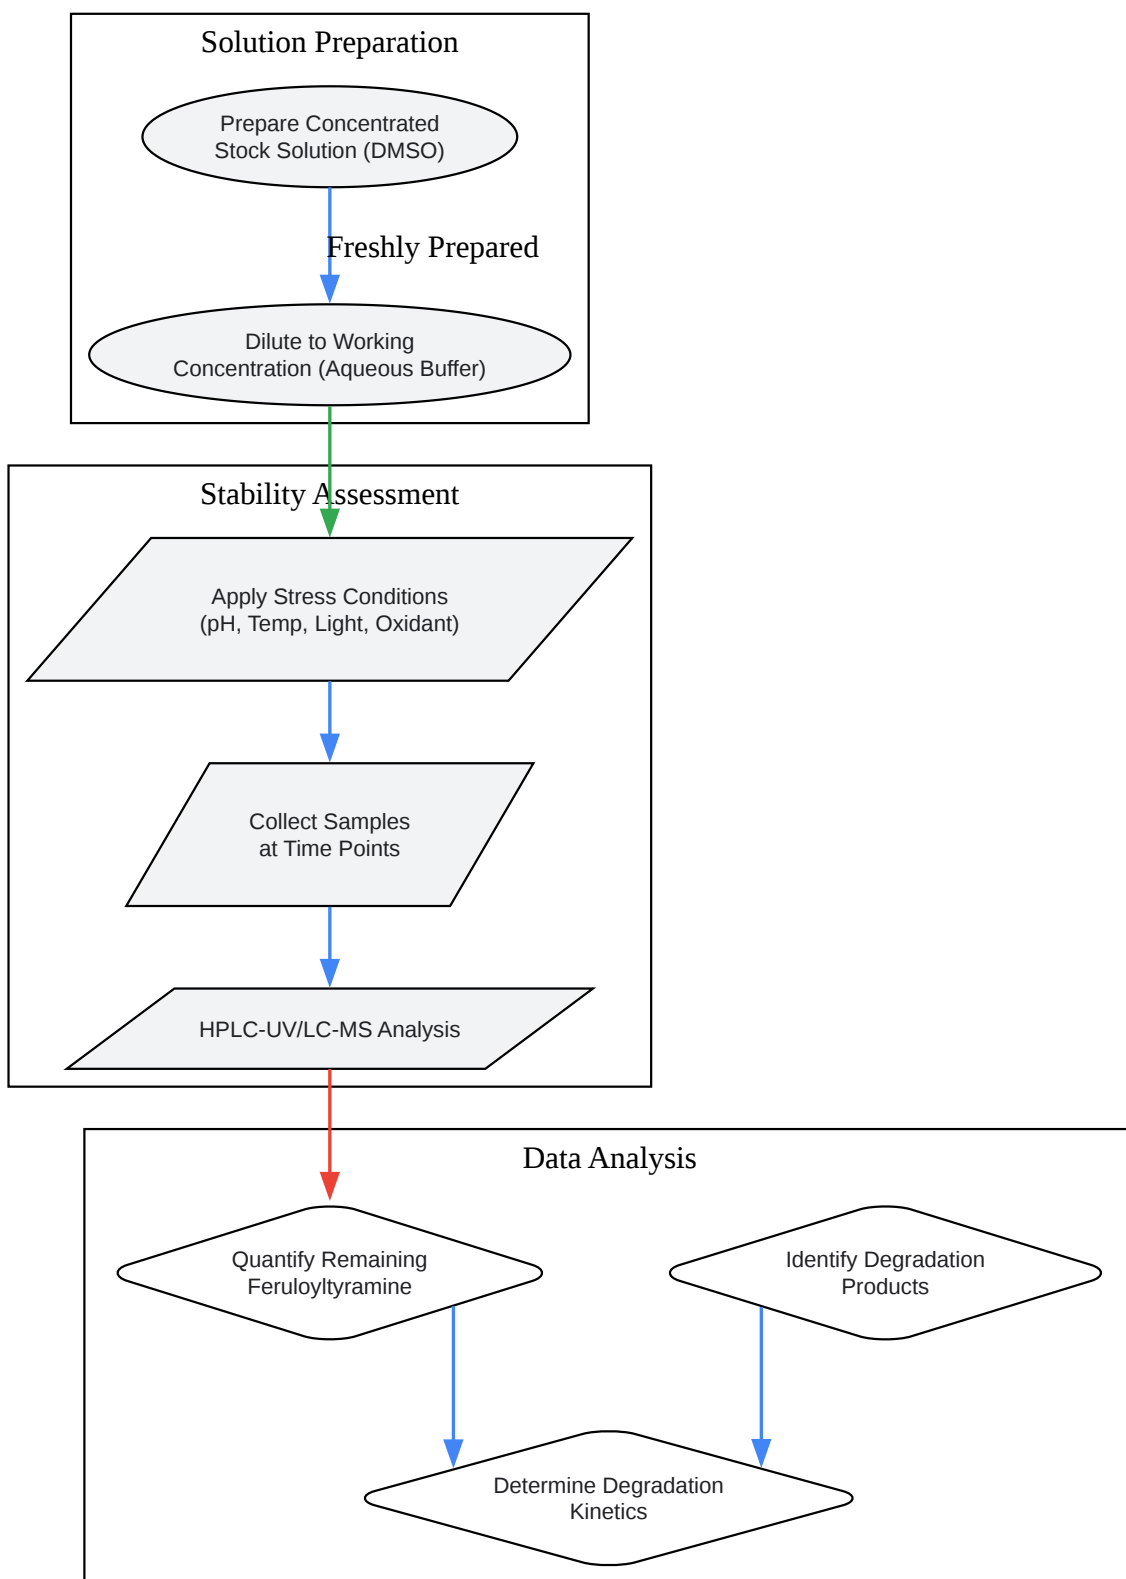 Solution Preparation
Prepare Concentrated
Stock Solution (DMSO)
Freshly Prepared
Dilute to Working
Concentration (Aqueous Buffer)
Stability Assessment
Apply Stress Conditions
(pH, Temp, Light, Oxidant)
Collect Samples
at Time Points
HPLC-UV/LC-MS Analysis
Data Analysis
Quantify Remaining
Feruloyltyramine
Identify Degradation
Products
Determine Degradation
Kinetics